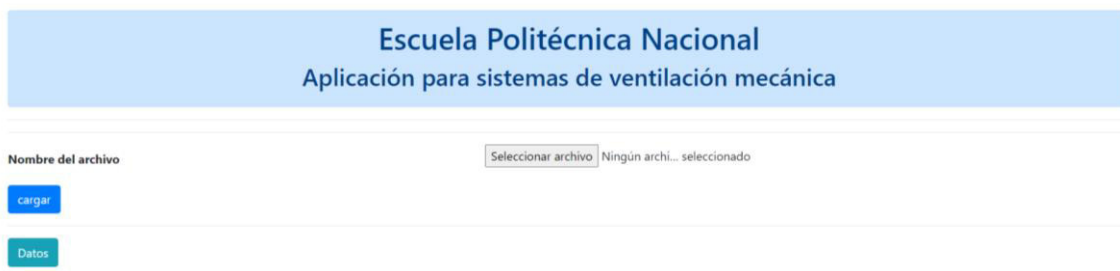 Escuela Politécnica Nacional
Aplicación para sistemas de ventilación mecánica
Nombre del archivo Seleccionar archivo Ningún archi... seleccionado
cargar
Datos